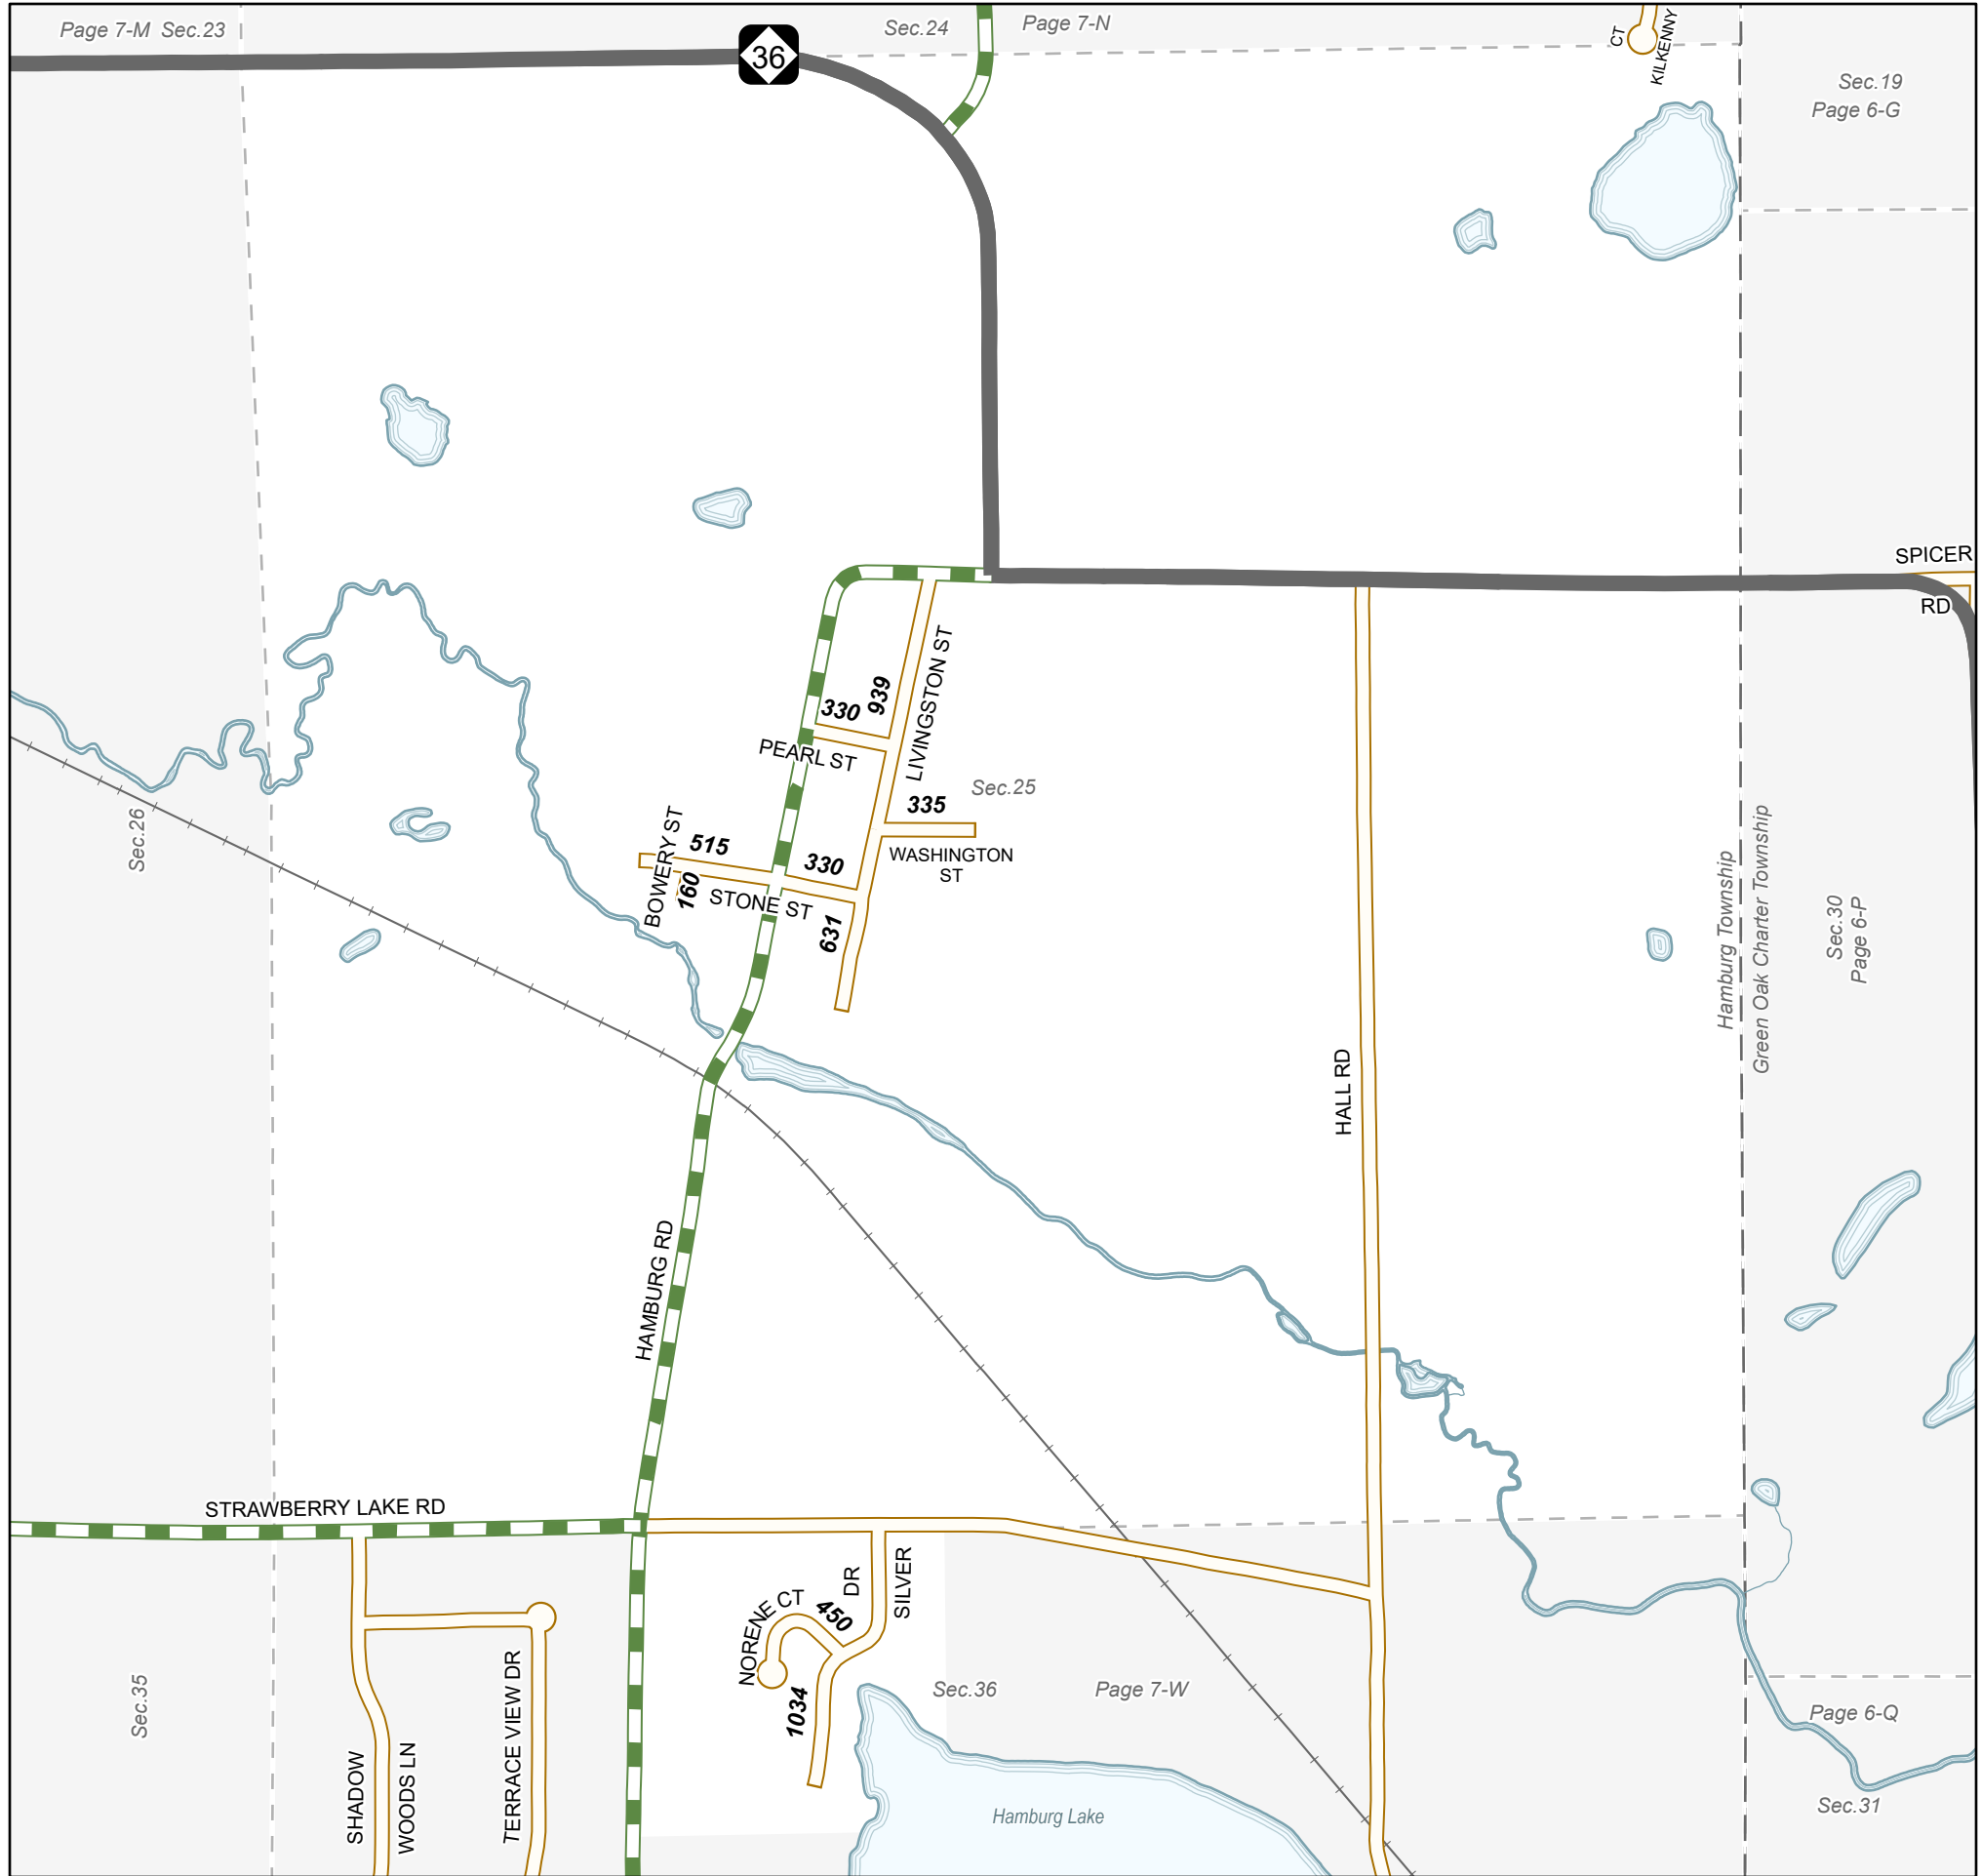 Page 7-M Sec.23
Sec.24
Page 7-N
CT
KILKENNY
36
Sec.19
Page 6-G
SPICER
RD
LIVINGSTON ST
939
330
PEARL ST
Sec.25
335
WASHINGTON
ST
BOWERY ST
515
160
330
STONE ST
631
Sec.26
Hamburg Township
Green Oak Charter Township
Sec.30
Page 6-P
HALL RD
HAMBURG RD
STRAWBERRY LAKE RD
DR
SILVER
NORENE CT
450
1034
Sec.35
SHADOW
WOODS LN
TERRACE VIEW DR
Sec.36
Page 7-W
Page 6-Q
Hamburg Lake
Sec.31